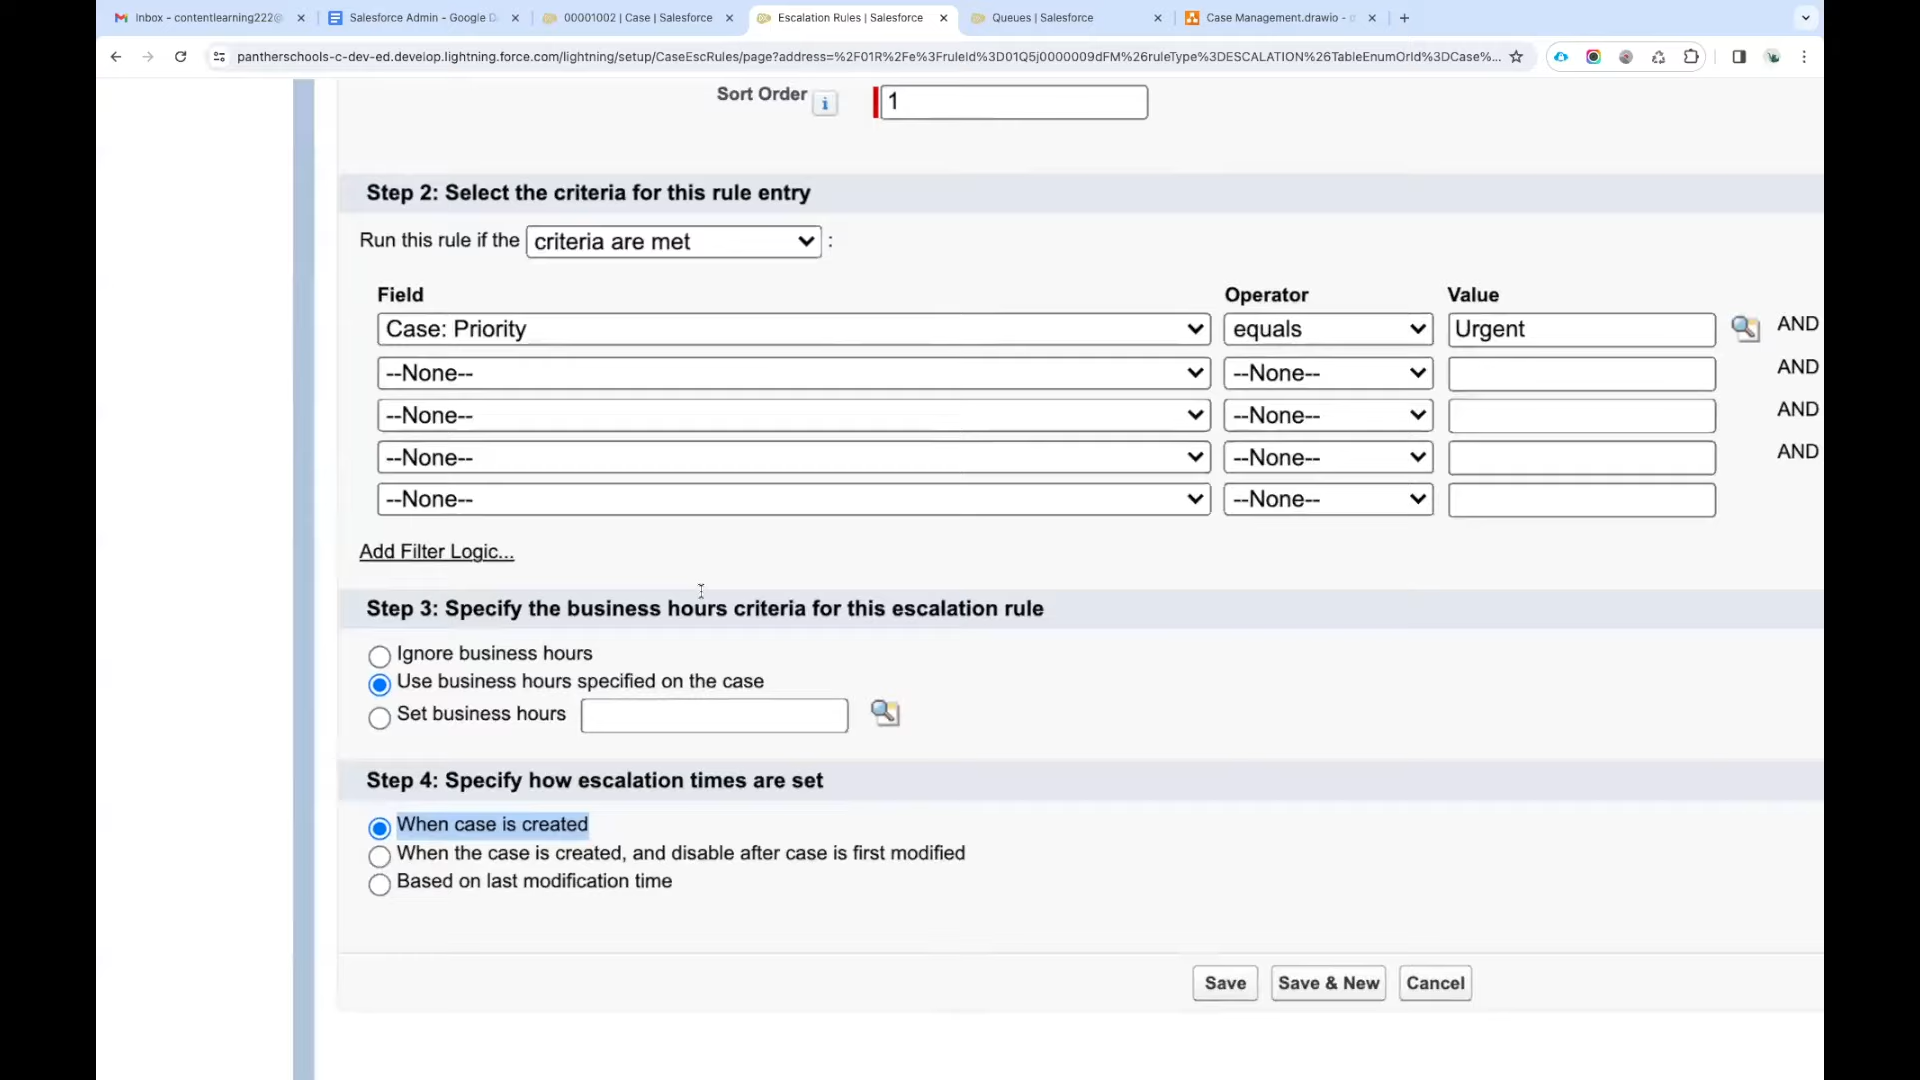 Inbox – contentlearning222@
Salesforce Admin - Google D
00001002 | Case | Salesforce
Escalation Rules | Salesforce
Queues | Salesforce
Case Management.drawio -
pantherschools-c-dev-ed.develop.lightning.force.com/lightning/setup/CaseEscRules/page?address=%2F01R%2Fe%3FruleId%3D01Q5j0000009dFM%26ruleType%3DESCALATION%26TableEnumOrId%3DCase%...
Sort Order
1
Step 2: Select the criteria for this rule entry
Run this rule if the criteria are met :
Field Operator Value
Case: Priority equals Urgent AND
--None-- --None-- AND
--None-- --None-- AND
--None-- --None-- AND
--None-- --None--
Add Filter Logic...
Step 3: Specify the business hours criteria for this escalation rule
Ignore business hours
Use business hours specified on the case
Set business hours
Step 4: Specify how escalation times are set
When case is created
When the case is created, and disable after case is first modified
Based on last modification time
Save Save & New Cancel